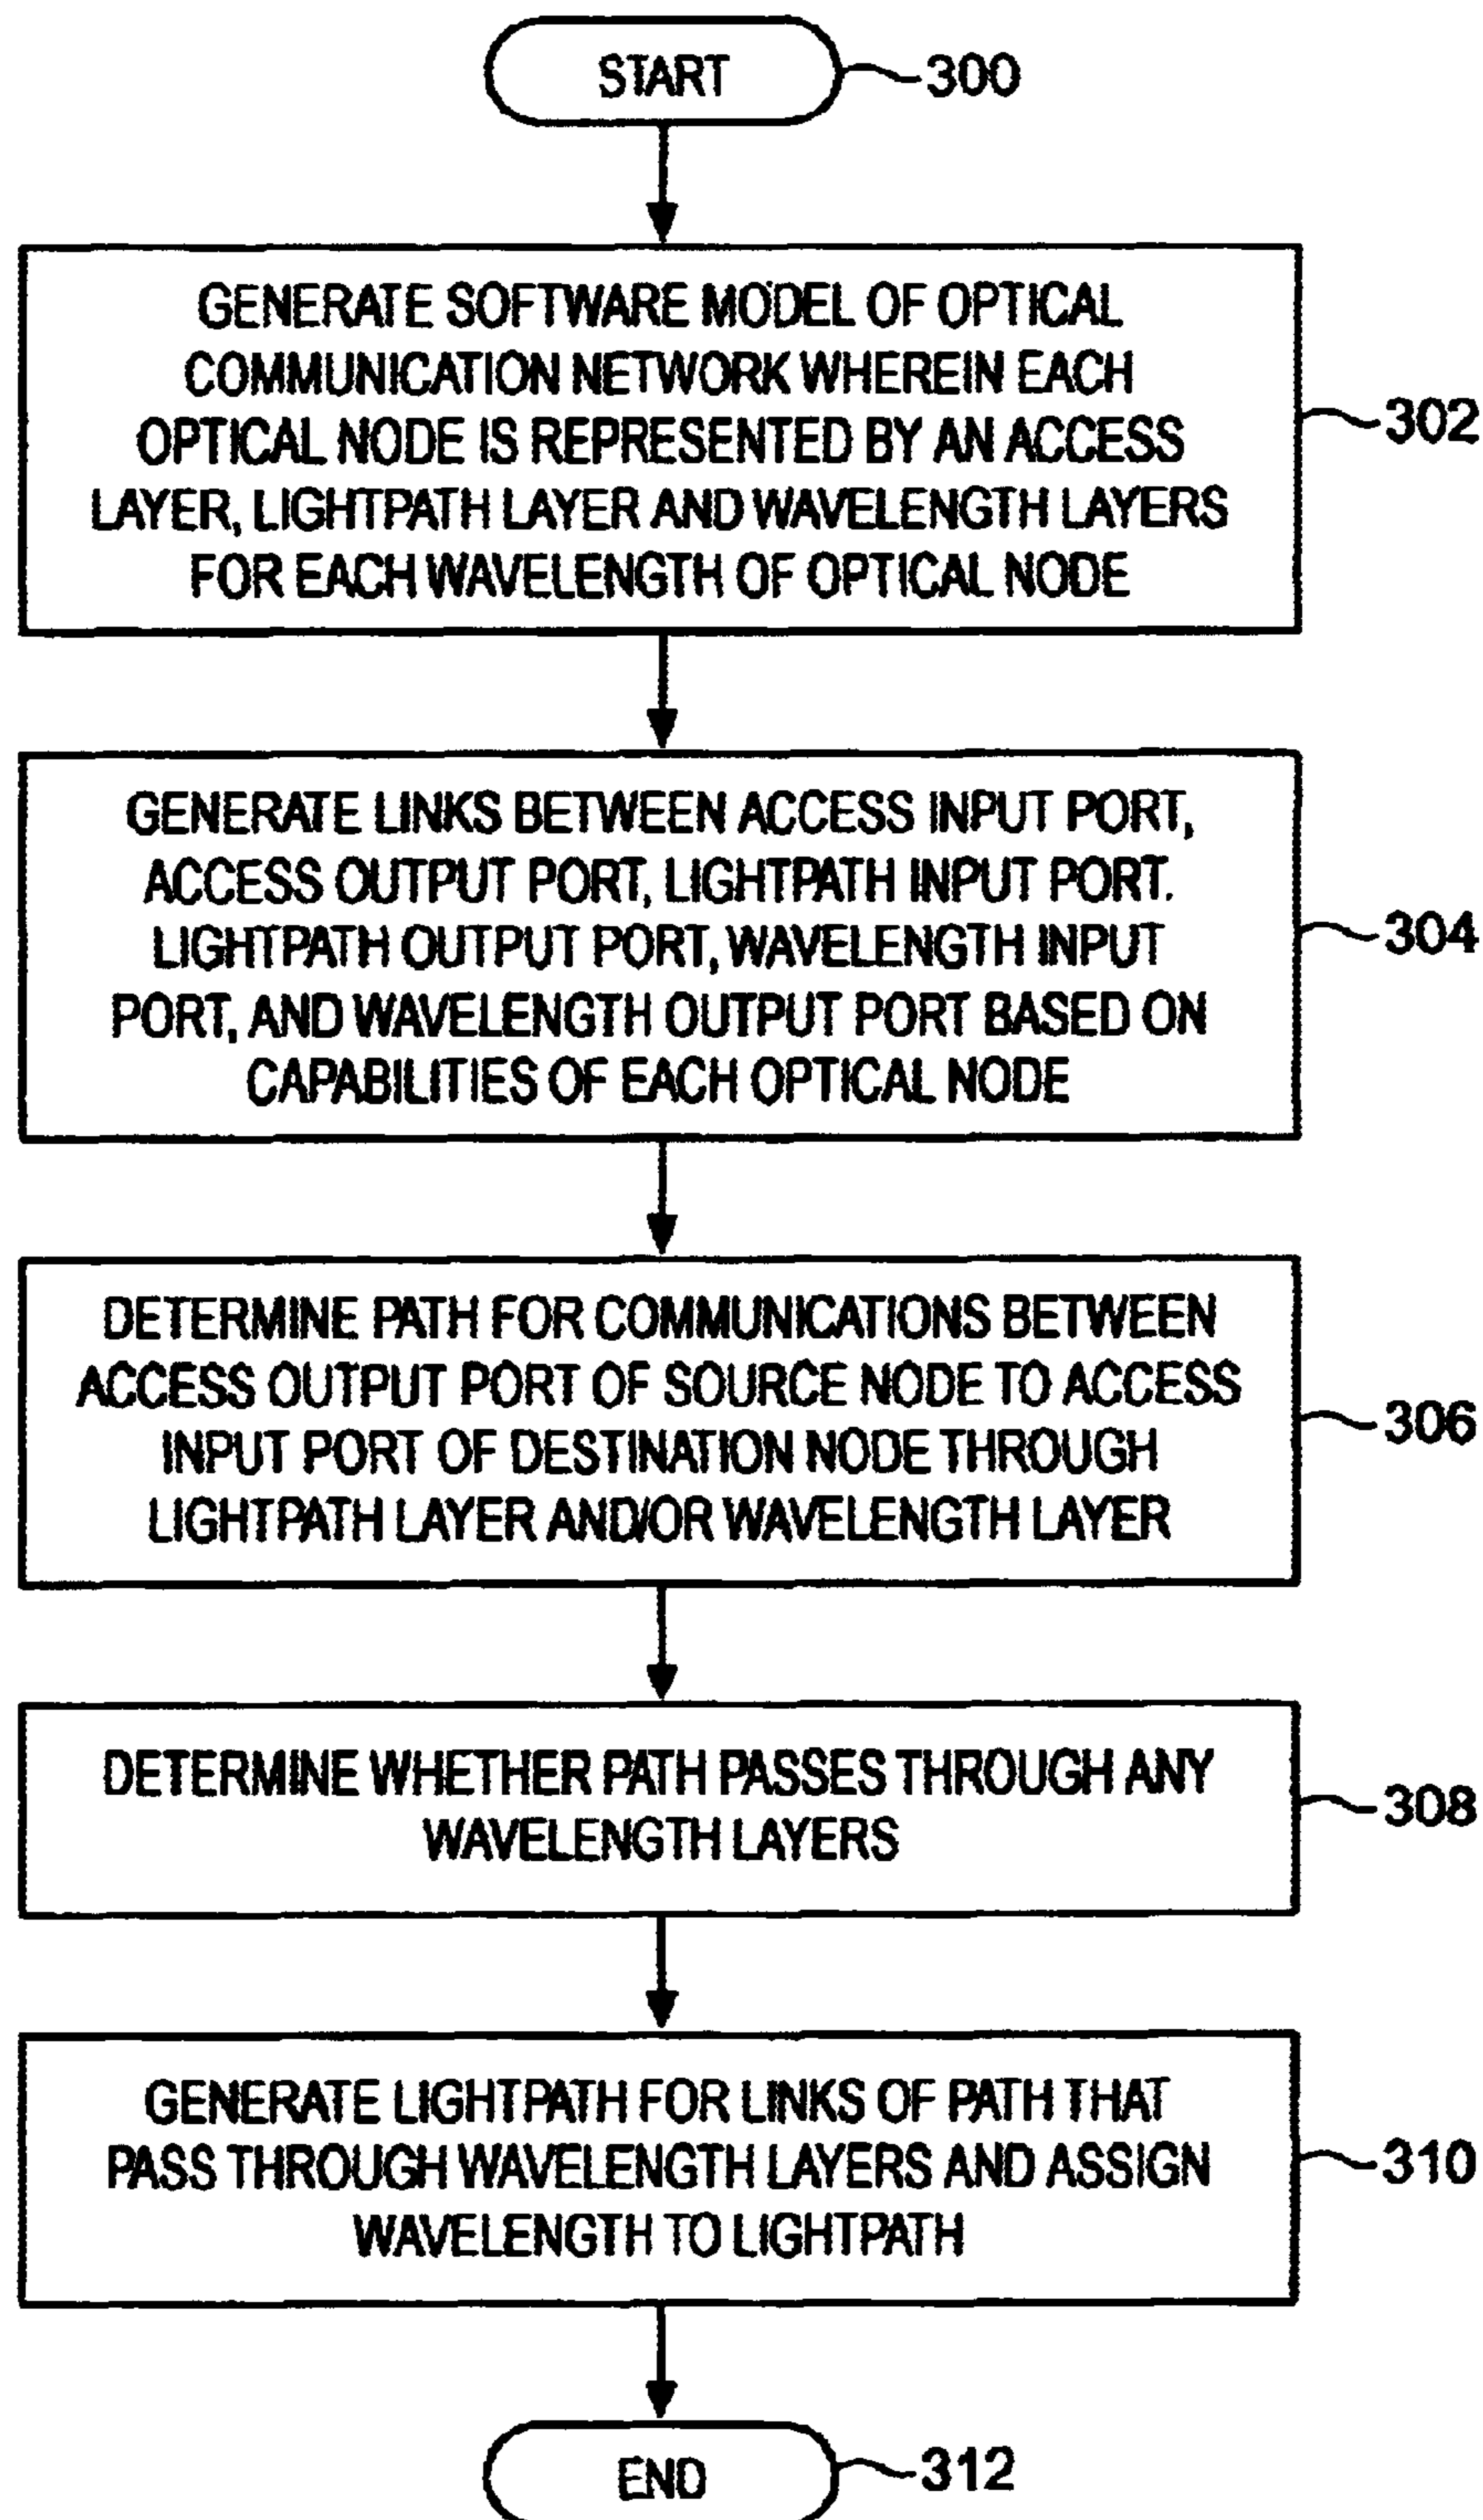 START
300
GENERATE SOFTWARE MODEL OF OPTICAL
COMMUNICATION NETWORK WHEREIN EACH
OPTICAL NODE IS REPRESENTED BY AN ACCESS
LAYER, LIGHTPATH LAYER AND WAVELENGTH LAYERS
FOR EACH WAVELENGTH OF OPTICAL NODE
302
GENERATE LINKS BETWEEN ACCESS INPUT PORT,
ACCESS OUTPUT PORT, LIGHTPATH INPUT PORT.
LIGHTPATH OUTPUT PORT, WAVELENGTH INPUT
PORT, AND WAVELENGTH OUTPUT PORT BASED ON
CAPABILITIES OF EACH OPTICAL NODE
304
DETERMINE PATH FOR COMMUNICATIONS BETWEEN
ACCESS OUTPUT PORT OF SOURCE NODE TO ACCESS
INPUT PORT OF DESTINATION NODE THROUGH
LIGHTPATH LAYER AND/OR WAVELENGTH LAYER
306
DETERMINE WHETHER PATH PASSES THROUGH ANY
WAVELENGTH LAYERS
308
GENERATE LIGHTPATH FOR LINKS OF PATH THAT
PASS THROUGH WAVELENGTH LAYERS AND ASSIGN
WAVELENGTH TO LIGHTPATH
310
END
312